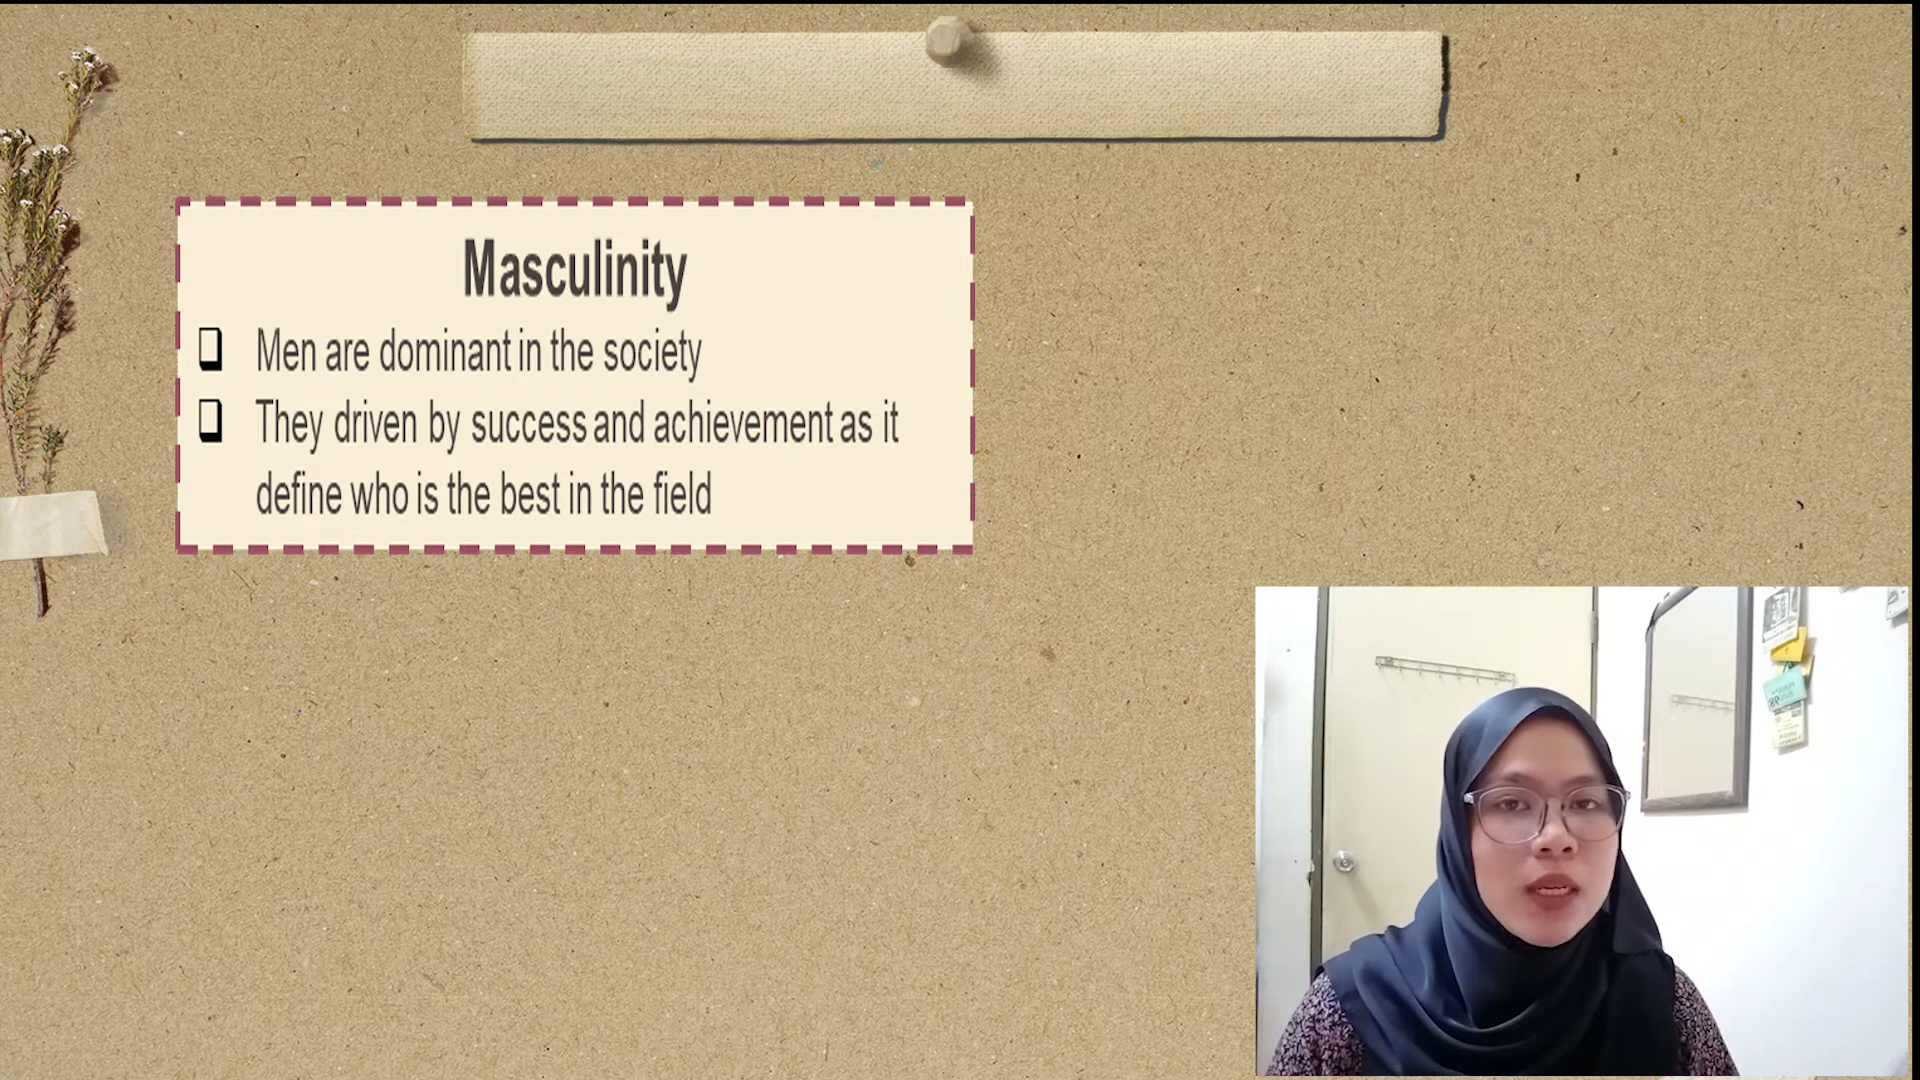 Masculinity
Men are dominant in the society
They driven by success and achievement as it
define who is the best in the field